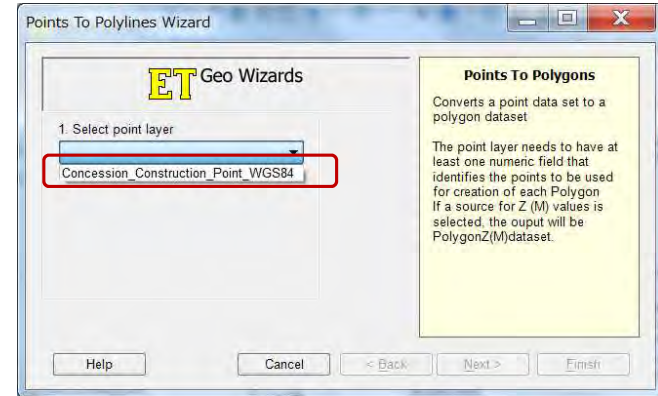 Points To Polylines Wizard
ET Geo Wizards
1. Select point layer
Concession_Construction_Point_WGS84
Points To Polygons
Converts a point data set to a
polygon dataset
The point layer needs to have at
least one numeric field that
identifies the points to be used
for creation of each Polygon
If a source for Z (M) values is
selected, the ouput will be
PolygonZ(M)dataset.
Help
Cancel
< Back
Next >
Finish